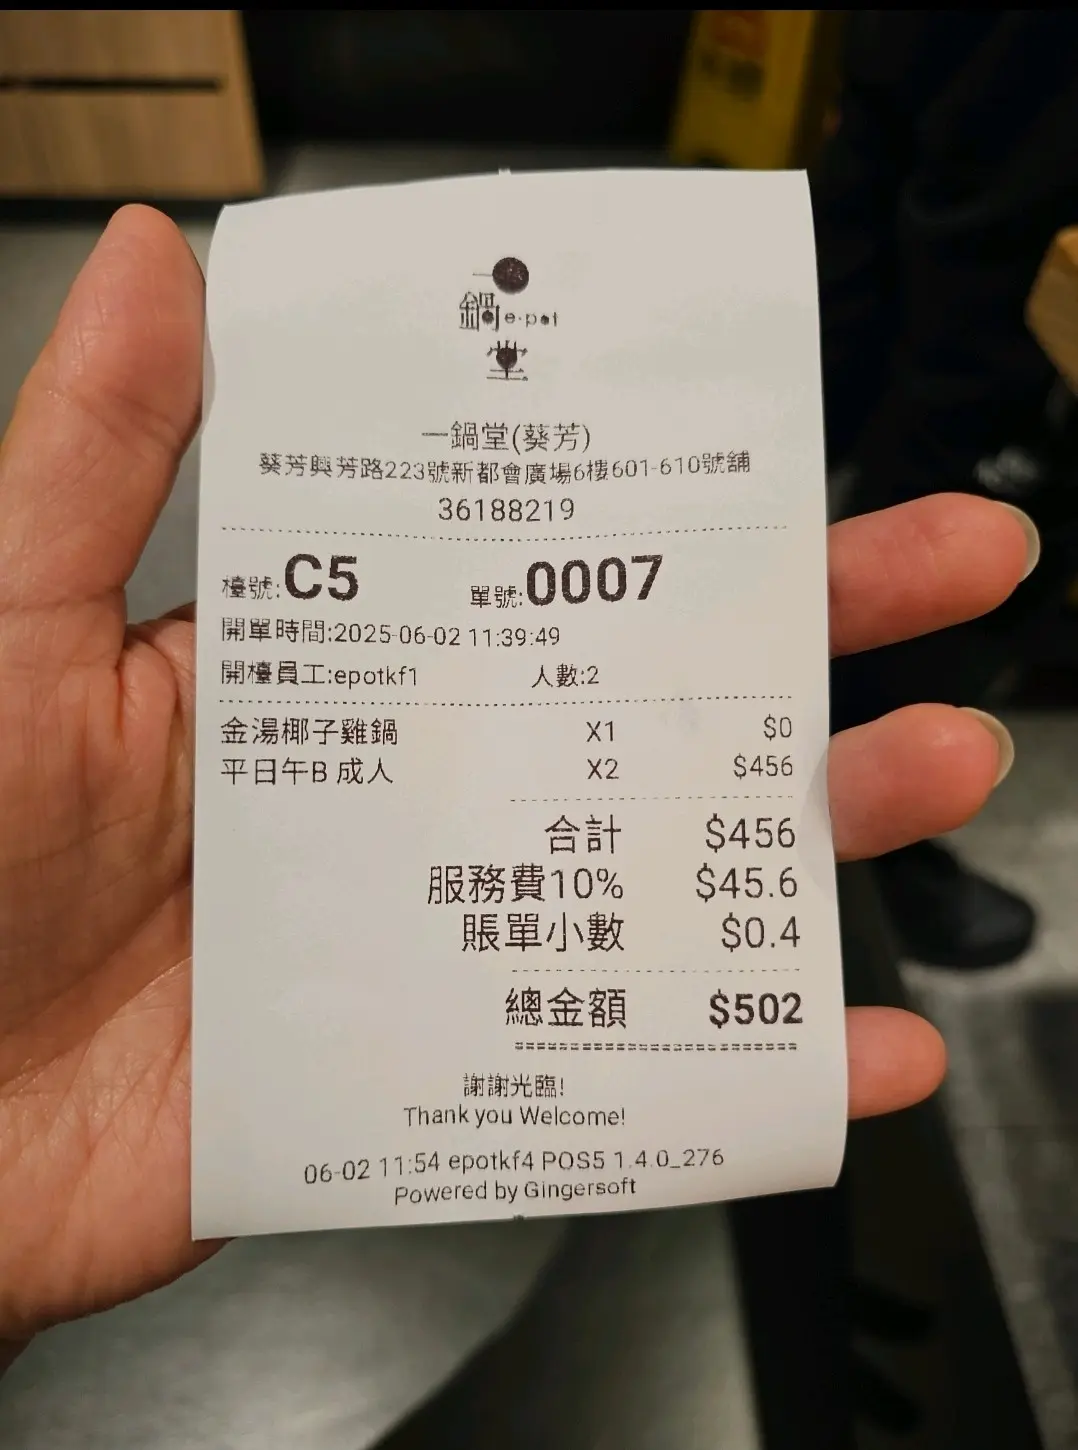 一
鍋 e·pot
堂
一鍋堂(葵芳)
葵芳興芳路223號新都會廣場6樓601-610號舖
36188219
檯號:C5 單號:0007
開單時間:2025-06-02 11:39:49
開檯員工:epotkf1 人數:2
金湯椰子雞鍋 X1 $0
平日午B 成人 X2 $456
合計 $456
服務費10% $45.6
賬單小數 $0.4
總金額 $502
謝謝光臨!
Thank you Welcome!
06-02 11:54 epotkf4 POS5 1.4.0_276
Powered by Gingersoft